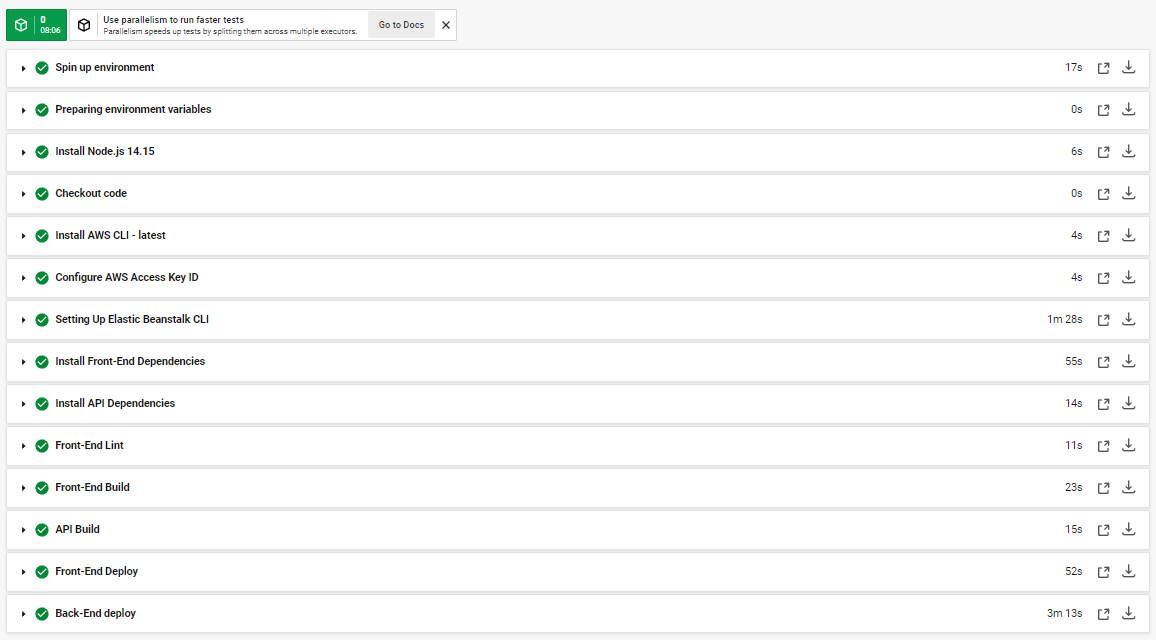 0
08:06
Use parallelism to run faster tests
Parallelism speeds up tests by splitting them across multiple executors.
Go to Docs
Spin up environment 17s
Preparing environment variables 0s
Install Node.js 14.15 6s
Checkout code 0s
Install AWS CLI - latest 4s
Configure AWS Access Key ID 4s
Setting Up Elastic Beanstalk CLI 1m 28s
Install Front-End Dependencies 55s
Install API Dependencies 14s
Front-End Lint 11s
Front-End Build 23s
API Build 15s
Front-End Deploy 52s
Back-End deploy 3m 13s